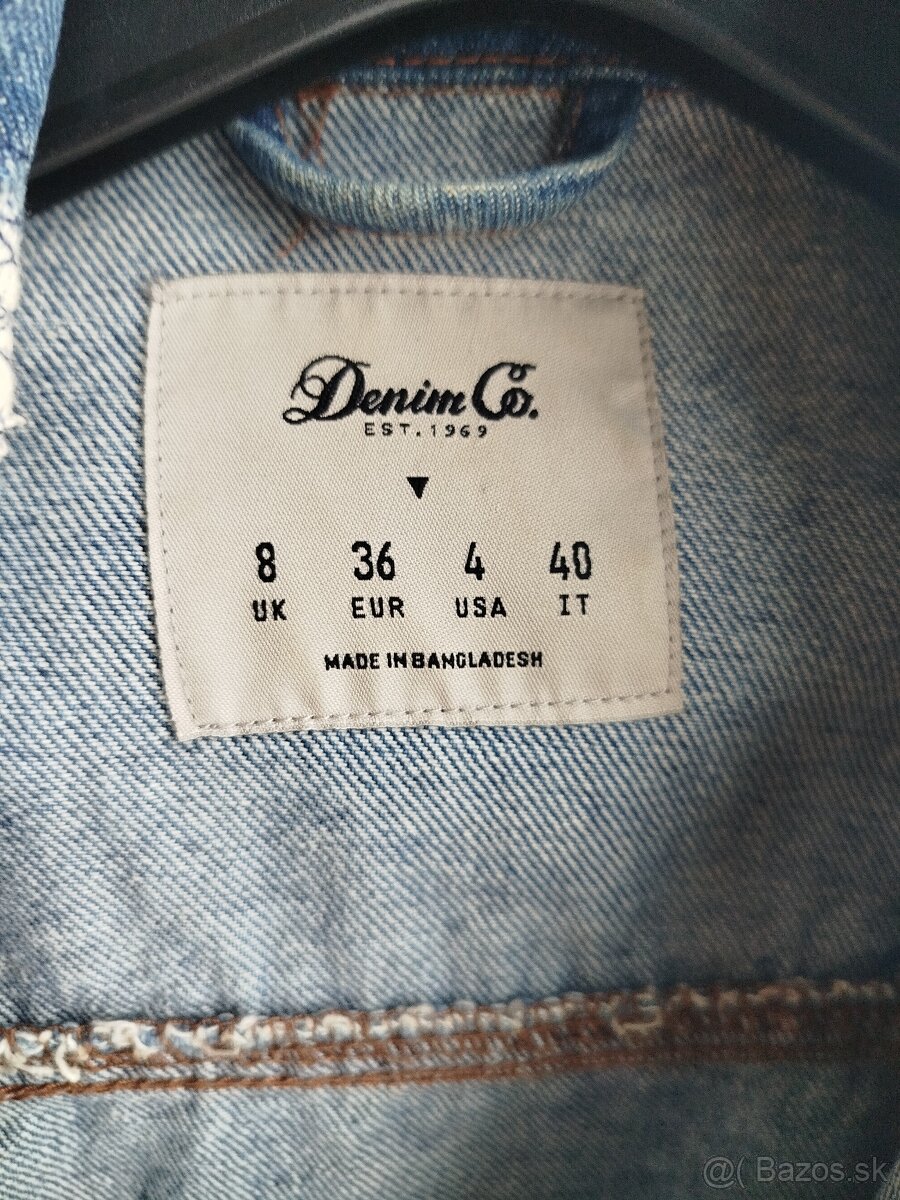 Denim Co.
EST. 1969
8 36 4 40
UK EUR USA IT
MADE IN BANGLADESH
@( Bazos.sk